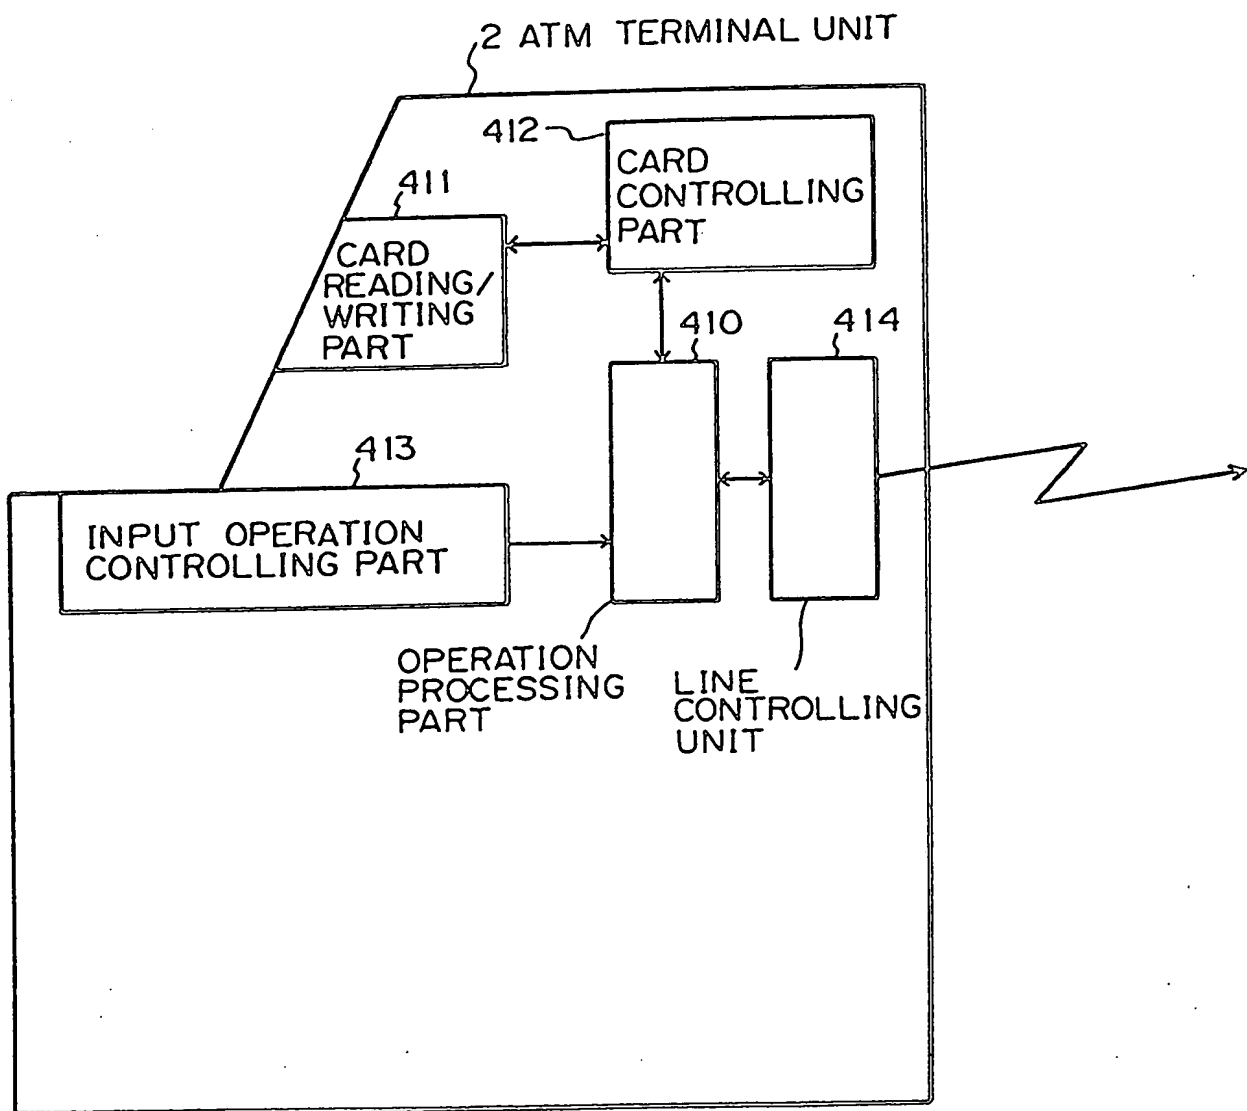 2 ATM TERMINAL UNIT
412
CARD
CONTROLLING
PART
411
CARD
READING/
WRITING
PART
410
414
413
INPUT OPERATION
CONTROLLING PART
OPERATION
PROCESSING
PART
LINE
CONTROLLING
UNIT